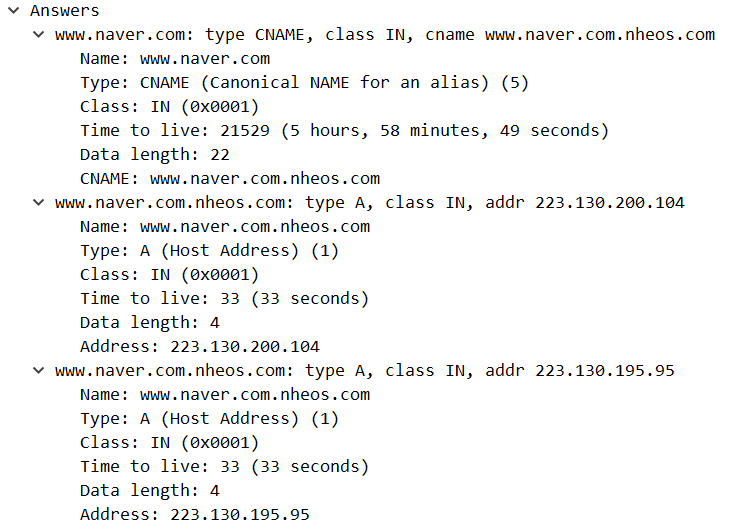 Answers
www.naver.com: type CNAME, class IN, cname www.naver.com.nheos.com
Name: www.naver.com
Type: CNAME (Canonical NAME for an alias) (5)
Class: IN (0x0001)
Time to live: 21529 (5 hours, 58 minutes, 49 seconds)
Data length: 22
CNAME: www.naver.com.nheos.com
www.naver.com.nheos.com: type A, class IN, addr 223.130.200.104
Name: www.naver.com.nheos.com
Type: A (Host Address) (1)
Class: IN (0x0001)
Time to live: 33 (33 seconds)
Data length: 4
Address: 223.130.200.104
www.naver.com.nheos.com: type A, class IN, addr 223.130.195.95
Name: www.naver.com.nheos.com
Type: A (Host Address) (1)
Class: IN (0x0001)
Time to live: 33 (33 seconds)
Data length: 4
Address: 223.130.195.95